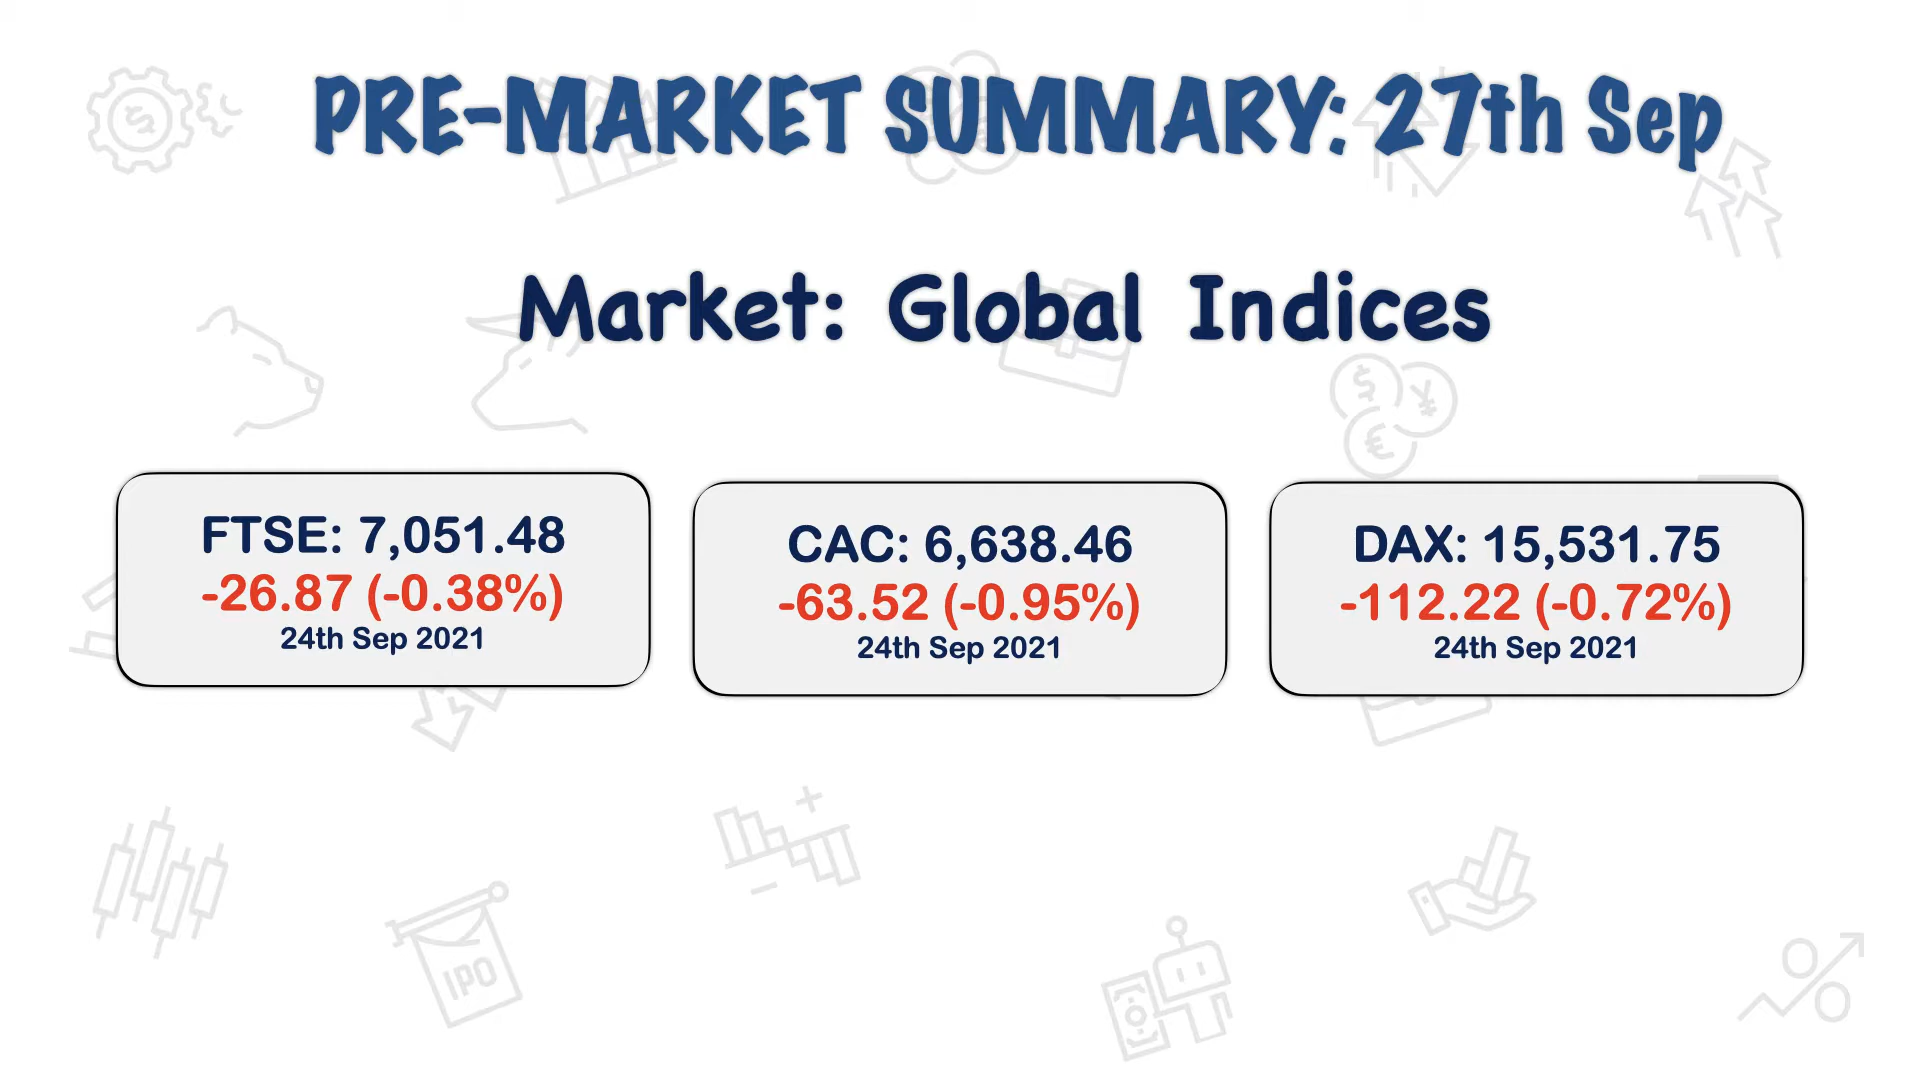 PRE-MARKET SUMMARY: 27th Sep
Market: Global Indices
FTSE: 7,051.48
-26.87 (-0.38%)
24th Sep 2021
CAC: 6,638.46
-63.52 (-0.95%)
24th Sep 2021
DAX: 15,531.75
-112.22 (-0.72%)
24th Sep 2021
IPO